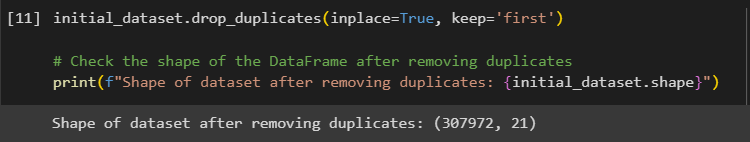 [11] initial_dataset.drop_duplicates(inplace=True, keep='first')
# Check the shape of the DataFrame after removing duplicates
print(f"Shape of dataset after removing duplicates: {initial_dataset.shape}")
Shape of dataset after removing duplicates: (307972, 21)